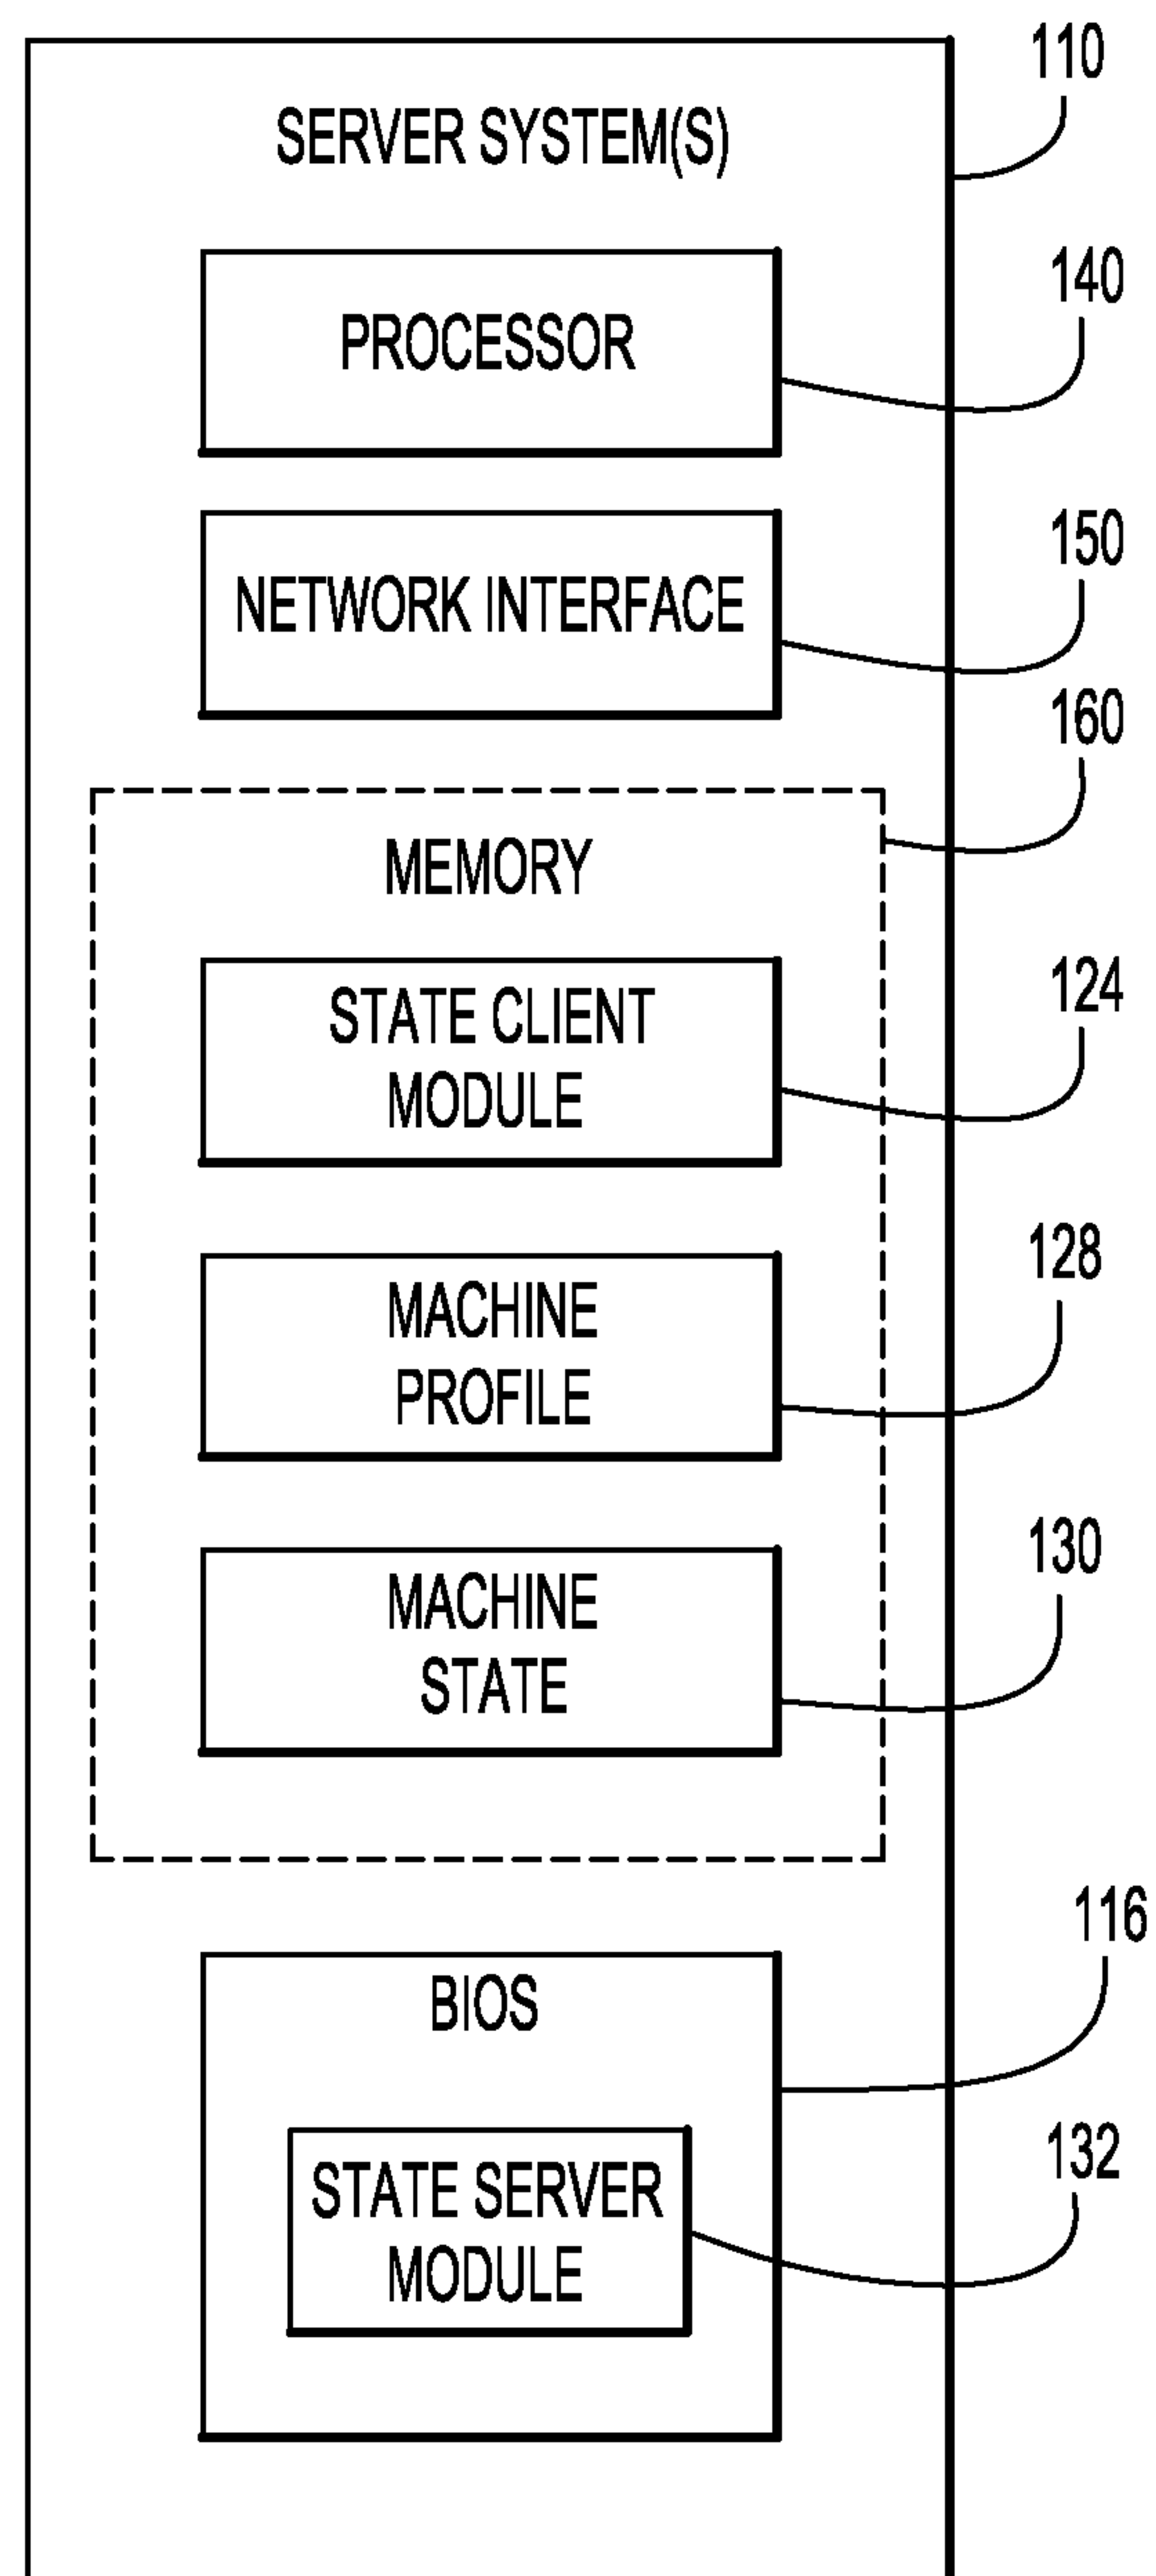 110
SERVER SYSTEM(S)
140
PROCESSOR
150
NETWORK INTERFACE
160
MEMORY
124
STATE CLIENT
MODULE
128
MACHINE
PROFILE
130
MACHINE
STATE
116
BIOS
132
STATE SERVER
MODULE